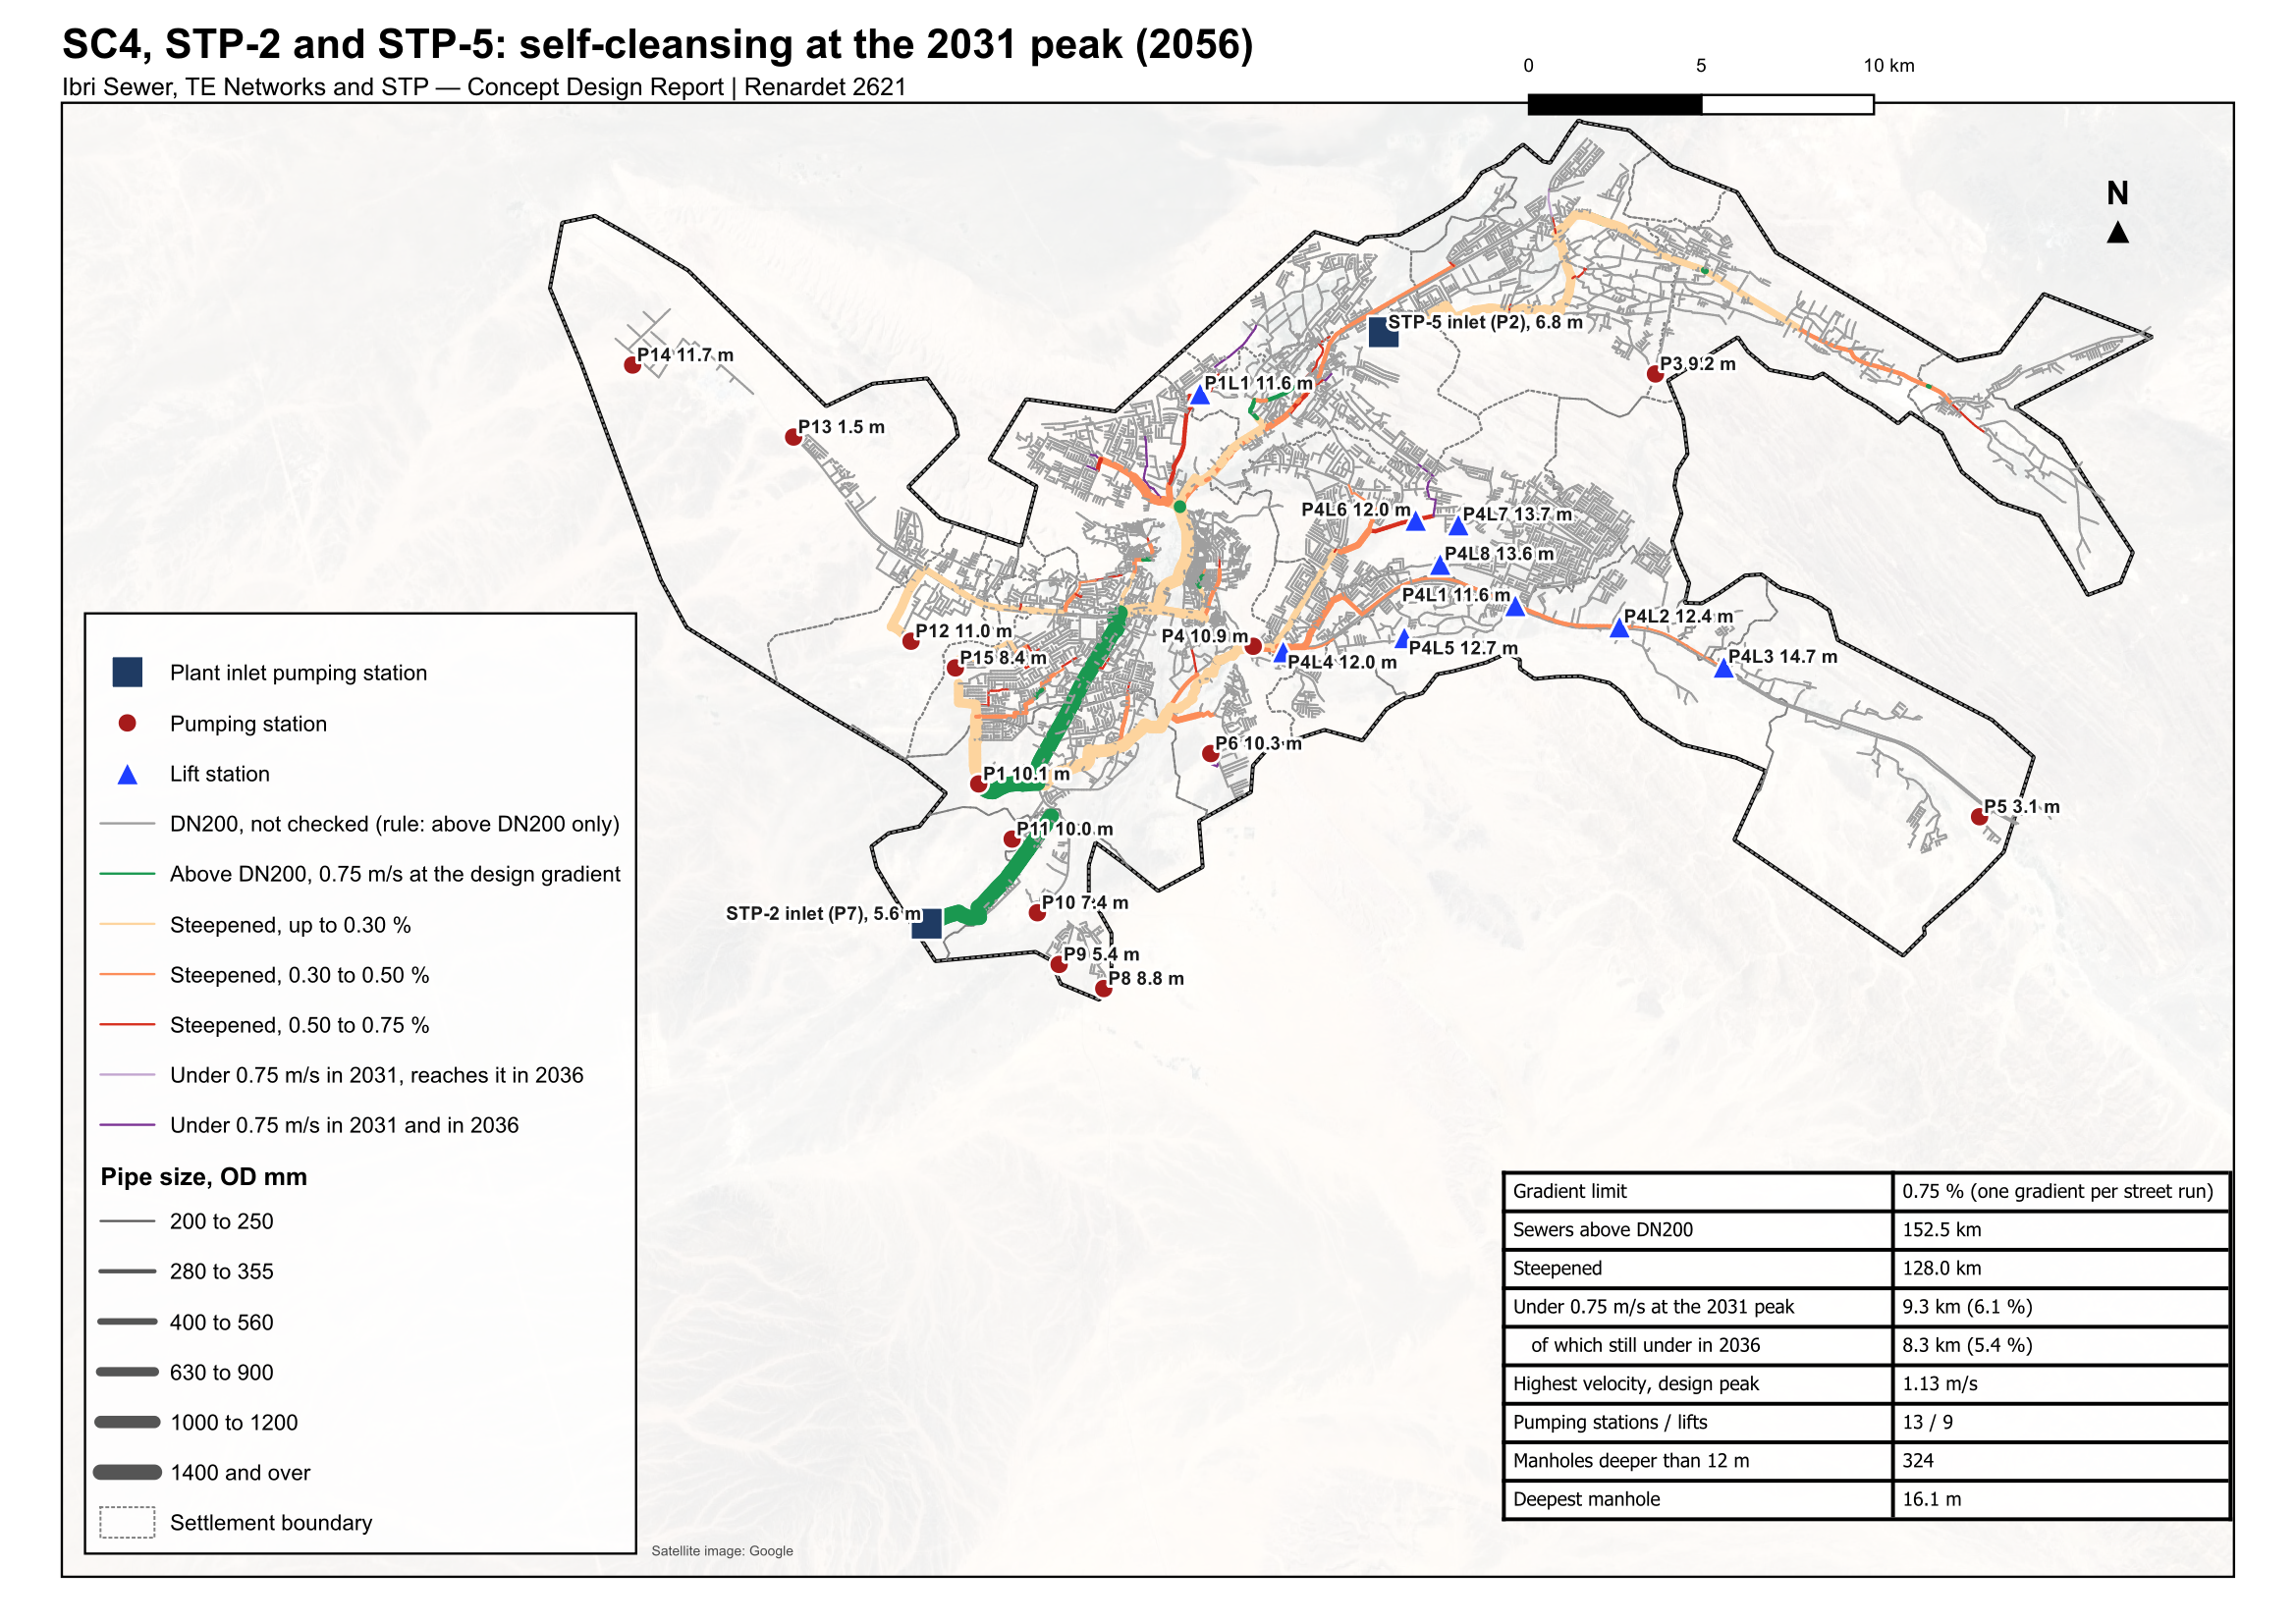 SC4, STP-2 and STP-5: self-cleansing at the 2031 peak (2056)
Ibri Sewer, TE Networks and STP — Concept Design Report | Renardet 2621
0 5 10 km
N
STP-5 inlet (P2), 6.8 m
P14 11.7 m
P3 9.2 m
P1L1 11.6 m
P13 1.5 m
P4L6 12.0 m
P4L7 13.7 m
P4L8 13.6 m
P4L1 11.6 m
P4L2 12.4 m
P12 11.0 m
P4 10.9 m
P4L5 12.7 m
P15 8.4 m
P4L4 12.0 m
P4L3 14.7 m
P6 10.3 m
P1 10.1 m
P5 3.1 m
P11 10.0 m
P10 7.4 m
STP-2 inlet (P7), 5.6 m
P9 5.4 m
P8 8.8 m
Plant inlet pumping station
Pumping station
Lift station
DN200, not checked (rule: above DN200 only)
Above DN200, 0.75 m/s at the design gradient
Steepened, up to 0.30 %
Steepened, 0.30 to 0.50 %
Steepened, 0.50 to 0.75 %
Under 0.75 m/s in 2031, reaches it in 2036
Under 0.75 m/s in 2031 and in 2036
Pipe size, OD mm
200 to 250
280 to 355
400 to 560
630 to 900
1000 to 1200
1400 and over
Settlement boundary
Satellite image: Google
Gradient limit 0.75 % (one gradient per street run)
Sewers above DN200 152.5 km
Steepened 128.0 km
Under 0.75 m/s at the 2031 peak 9.3 km (6.1 %)
of which still under in 2036 8.3 km (5.4 %)
Highest velocity, design peak 1.13 m/s
Pumping stations / lifts 13 / 9
Manholes deeper than 12 m 324
Deepest manhole 16.1 m